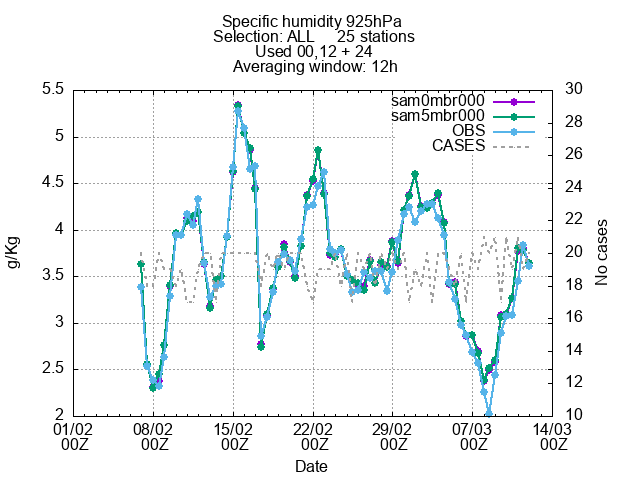 Specific humidity 925hPa
Selection: ALL 25 stations
Used 00,12 + 24
Averaging window: 12h
sam0mbr000
sam5mbr000
OBS
CASES
5.5
5
4.5
4
3.5
3
2.5
2
g/Kg
30
28
26
24
22
20
18
16
14
12
10
No cases
01/02 08/02 15/02 22/02 29/02 07/03 14/03
00Z 00Z 00Z 00Z 00Z 00Z 00Z
Date